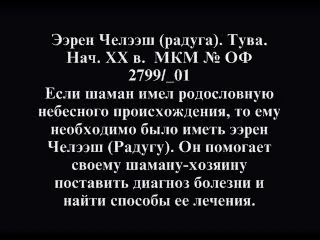 Ээрен Челээш (радуга). Тува.
Нач. XX в.  МКМ № ОФ
2799/_01
Если шаман имел родословную
небесного происхождения, то ему
необходимо было иметь ээрен
Челээш (Радугу). Он помогает
своему шаману-хозяину
поставить диагноз болезни и
найти способы ее лечения.